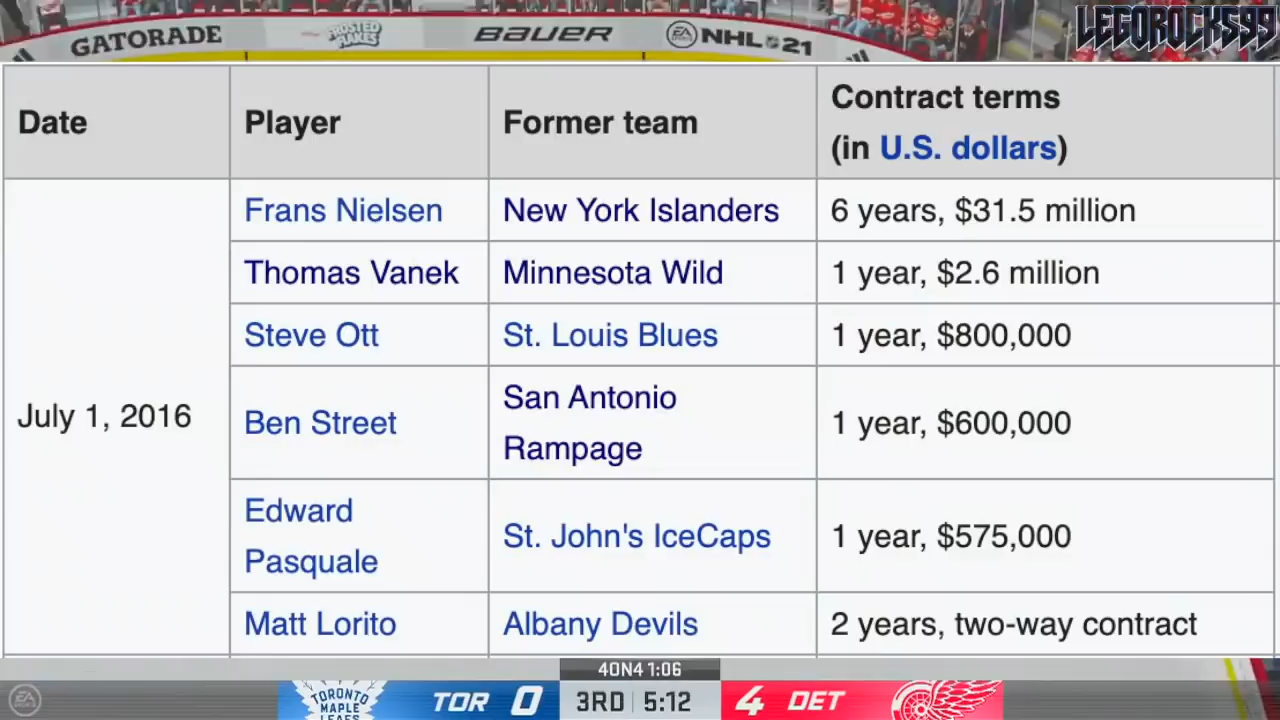 GATORADE FROSTED FLAKES BAUER EA NHL 21
LEGOROCKS99
Date Player Former team Contract terms
(in U.S. dollars)
July 1, 2016
Frans Nielsen New York Islanders 6 years, $31.5 million
Thomas Vanek Minnesota Wild 1 year, $2.6 million
Steve Ott St. Louis Blues 1 year, $800,000
Ben Street San Antonio
Rampage 1 year, $600,000
Edward
Pasquale St. John's IceCaps 1 year, $575,000
Matt Lorito Albany Devils 2 years, two-way contract
4ON4 1:06
EA TORONTO
MAPLE
LEAFS
TOR 0 3RD 5:12 4 DET